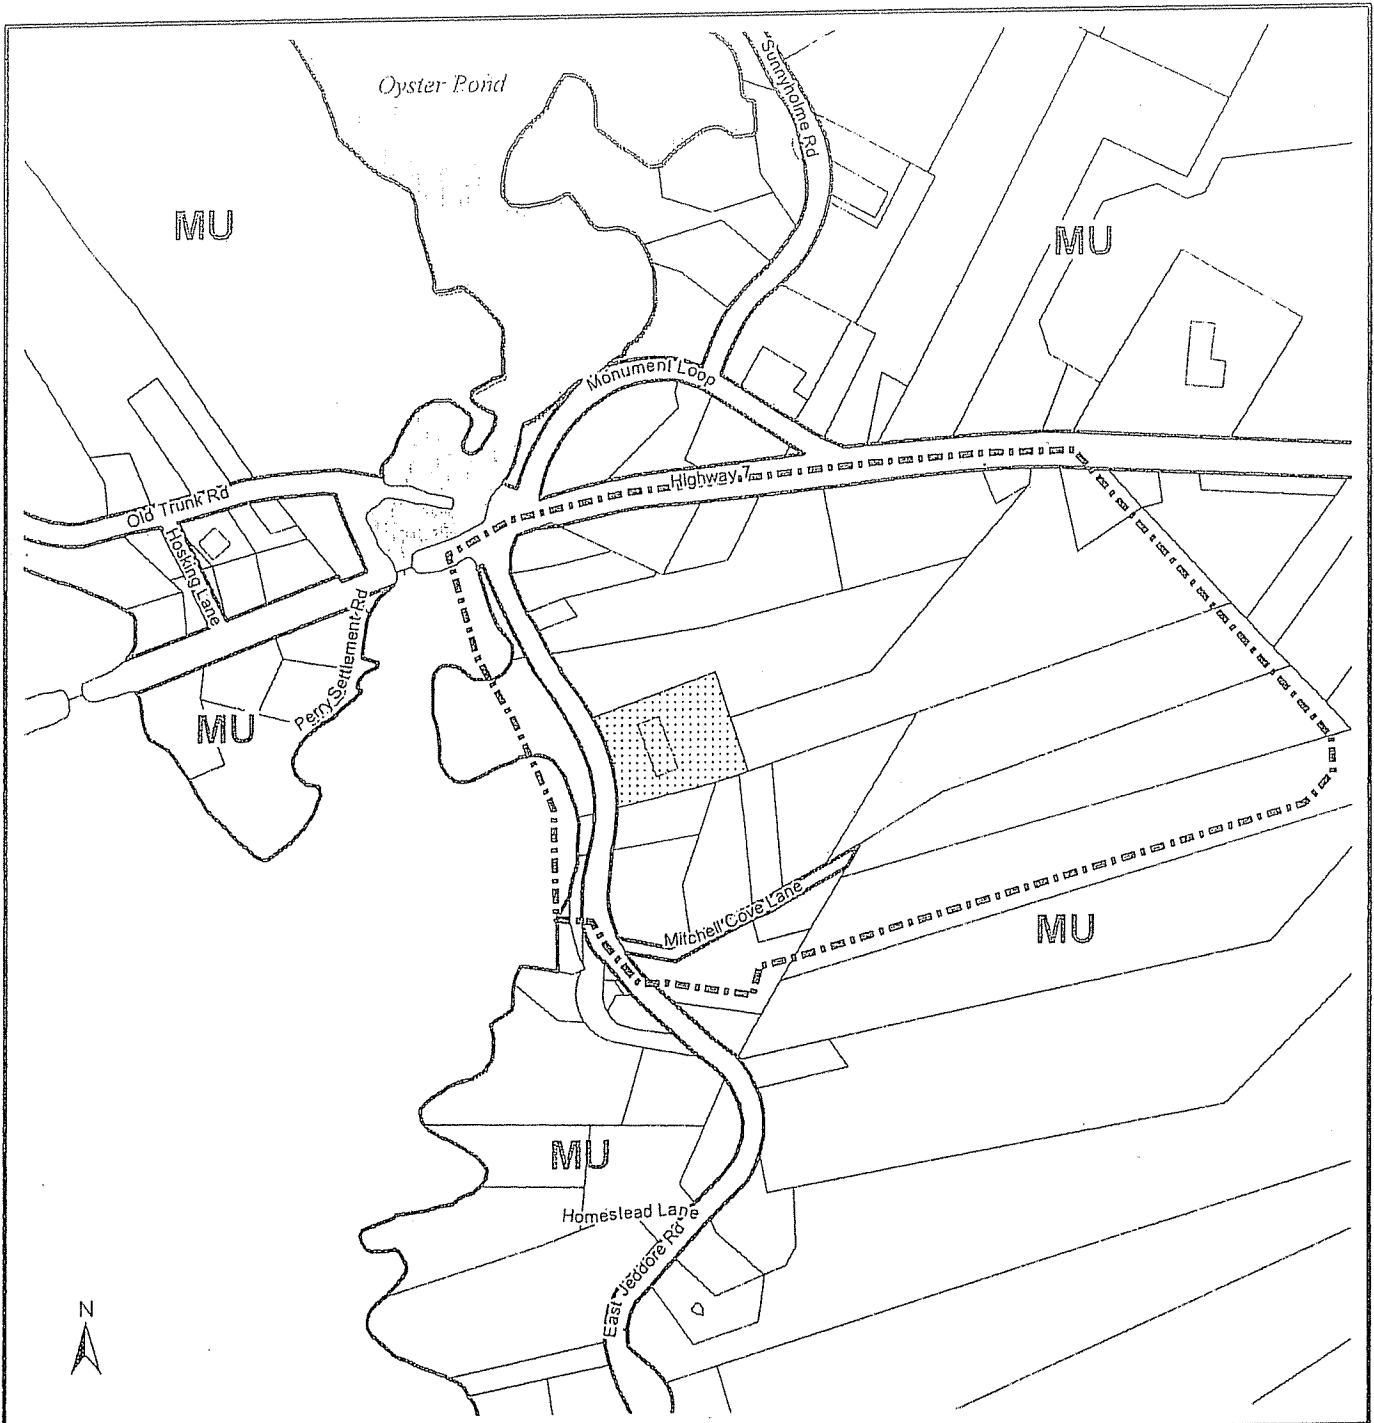 Oyster Pond
Sunnyholme Rd
MU
MU
Monument Loop
Highway 7
Old Trunk Rd
Hosking Lane
Perry Settlement Rd
MU
Mitchell Cove Lane
MU
MU
Homestead Lane
East Jeddore Rd
N